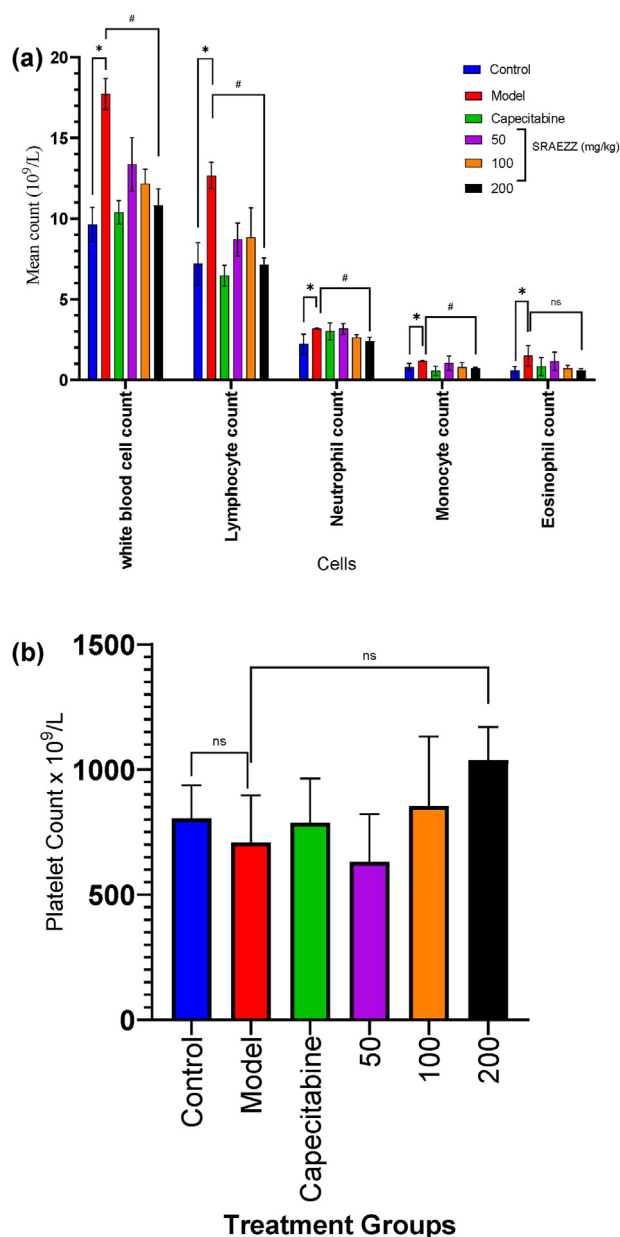 (a)
#
*
*
#
*
#
*
#
*
ns
Control
Model
Capecitabine
50
100
200
SRAEZZ (mg/kg)
Mean count (10⁹/L)
20
15
10
5
0
white blood cell count
Lymphocyte count
Neutrophil count
Monocyte count
Eosinophil count
Cells
(b)
Platelet Count x 10⁹/L
1500
1000
500
0
ns
ns
Control
Model
Capecitabine
50
100
200
Treatment Groups